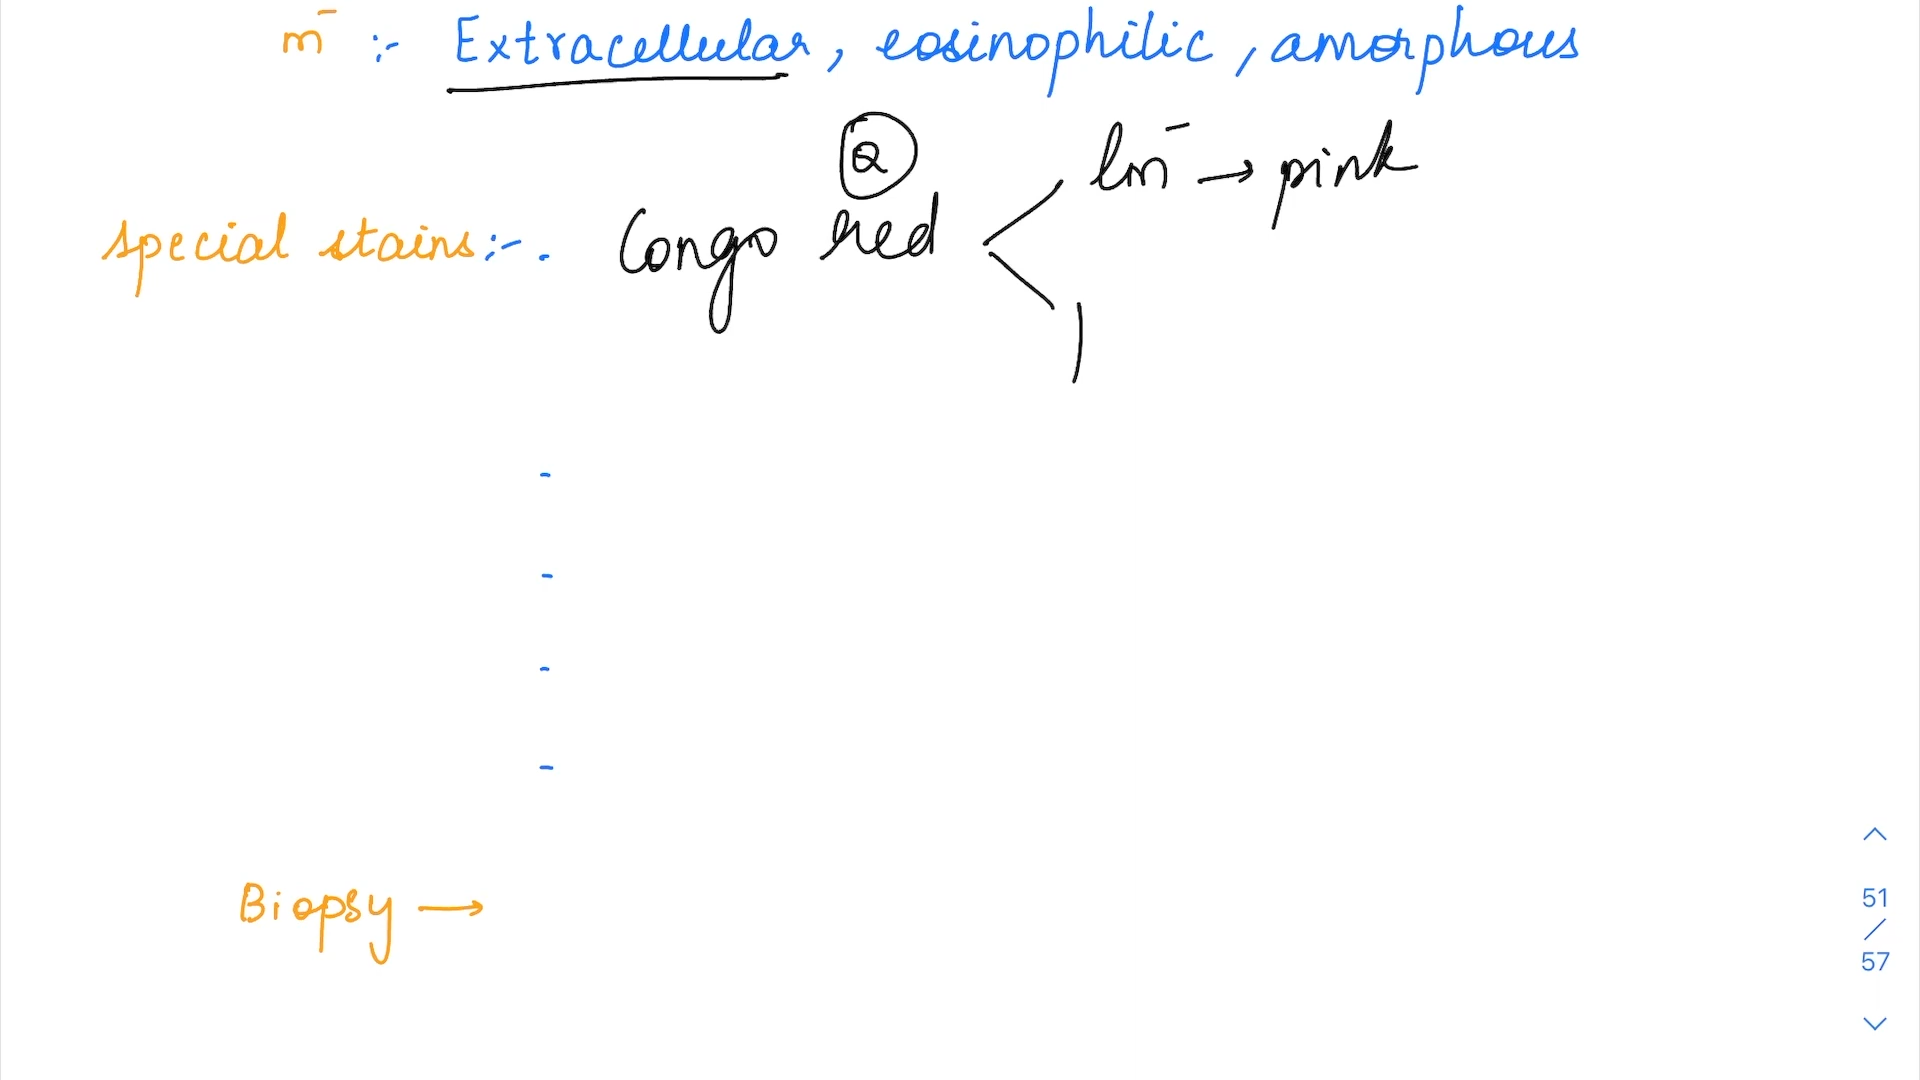 m̄ :- Extracellular, eosinophilic, amorphous
Q
lm̄ → pink
special stains:- . Congo red
-
-
-
-
Biopsy →
51
/
57